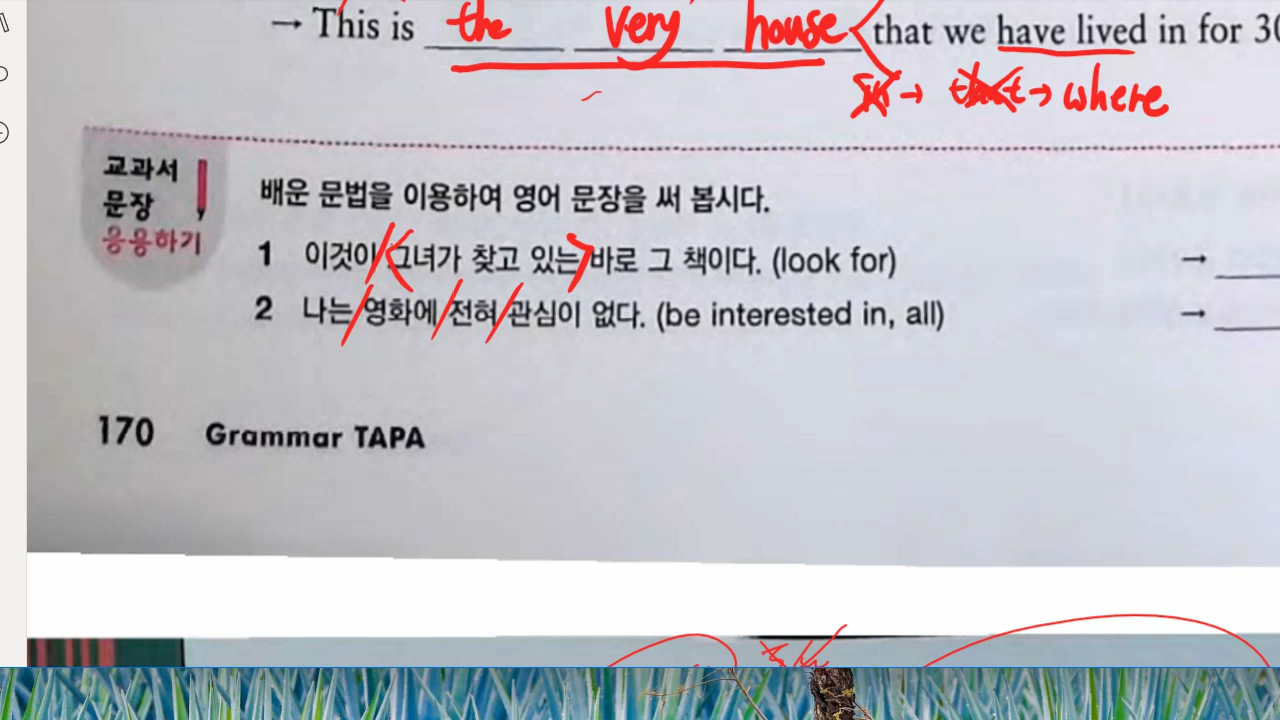 → This is the very house that we have lived in for 30
→ → where
교과서
문장
응용하기
배운 문법을 이용하여 영어 문장을 써 봅시다.
1 이것이 그녀가 찾고 있는 바로 그 책이다. (look for) →
2 나는 영화에 전혀 관심이 없다. (be interested in, all) →
170 Grammar TAPA